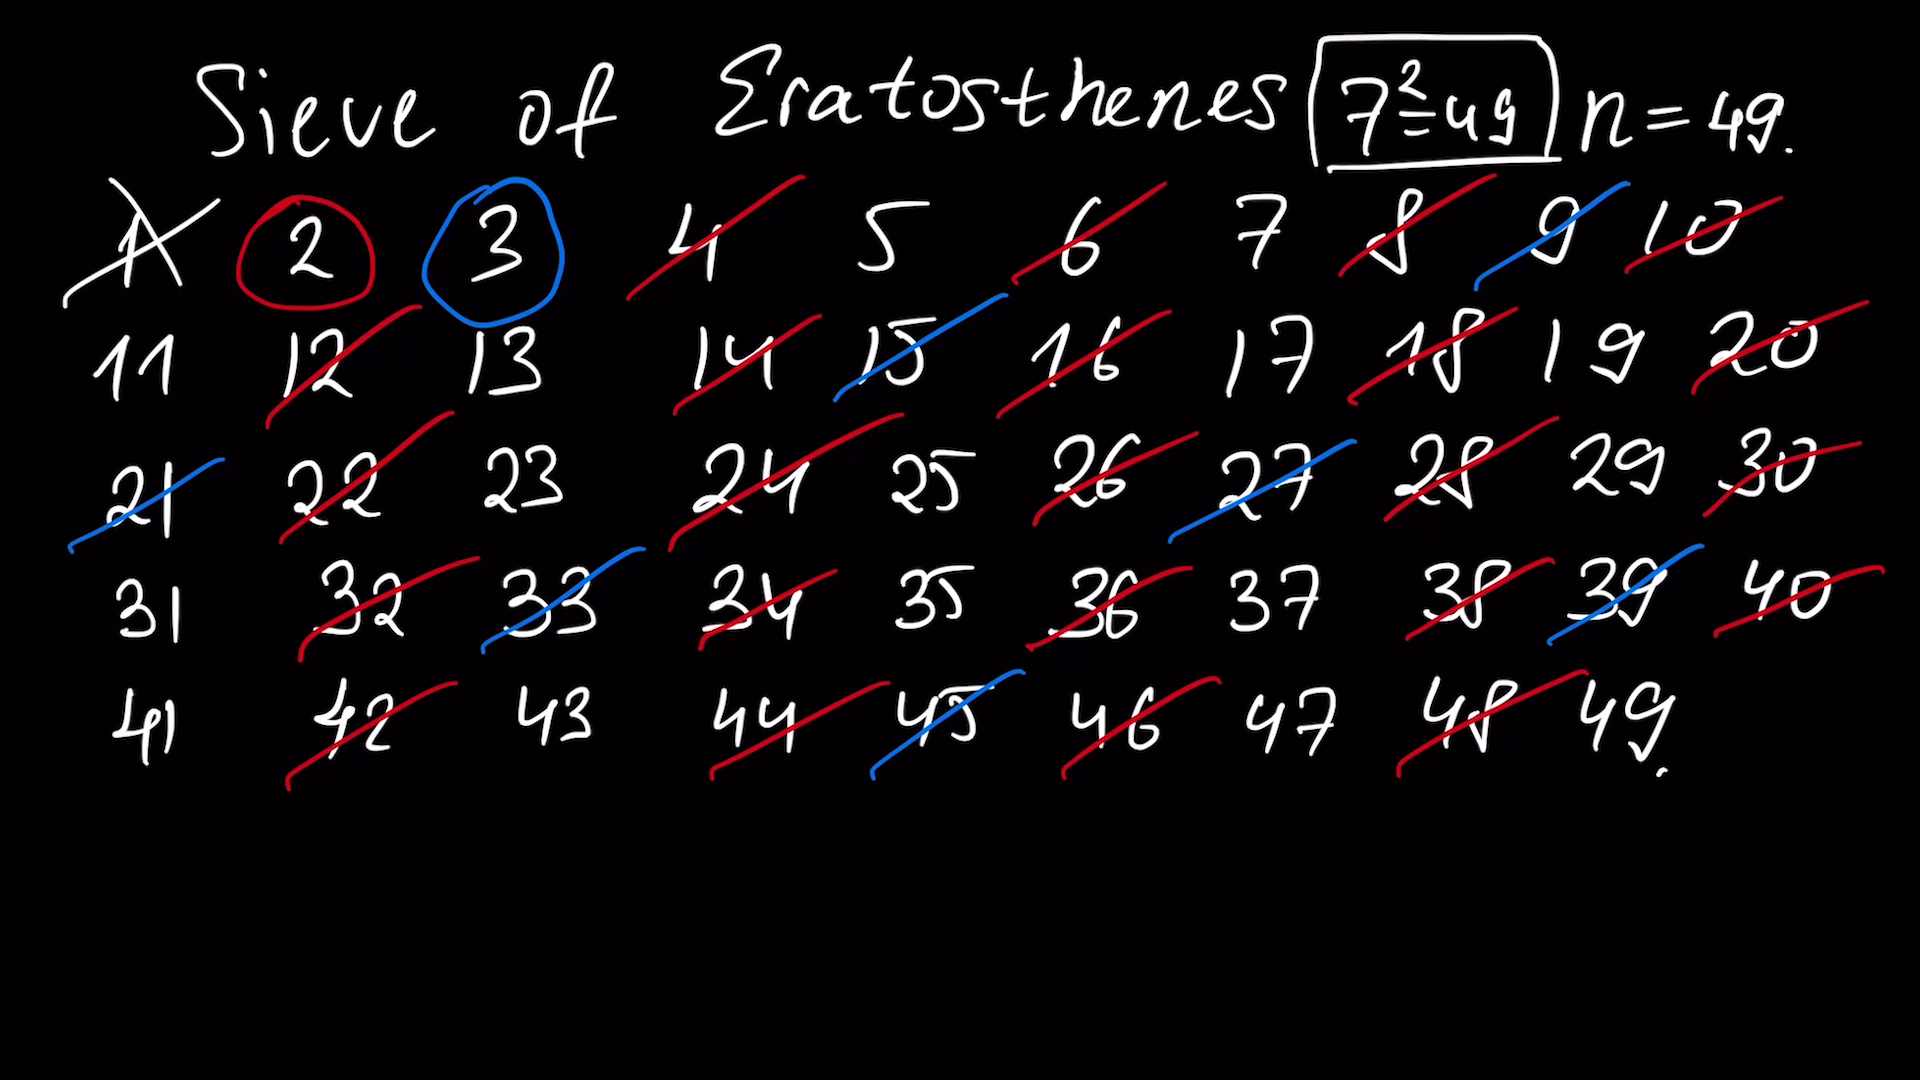 Sieve of Eratosthenes 7²=49 n=49.
1 2 3 4 5 6 7 8 9 10
11 12 13 14 15 16 17 18 19 20
21 22 23 24 25 26 27 28 29 30
31 32 33 34 35 36 37 38 39 40
41 42 43 44 45 46 47 48 49.